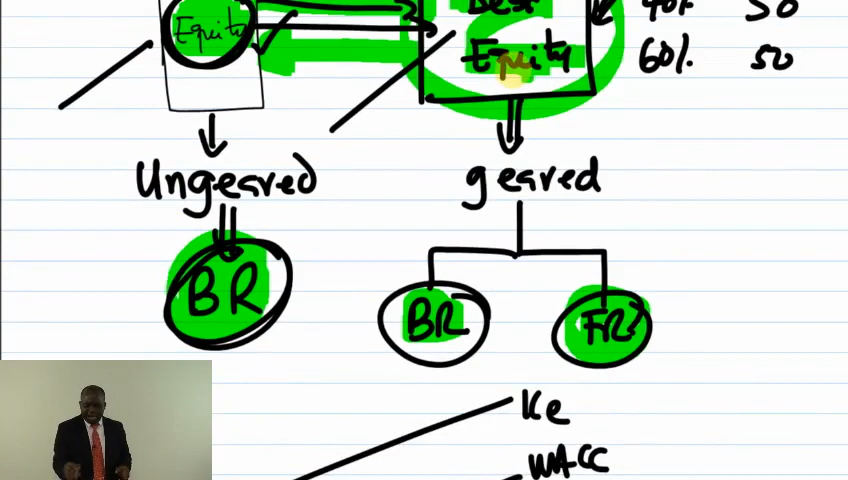 Debt 40% 50
Equity Equity 60% 50
Ungeared geared
BR BR FR
Ke
WACC